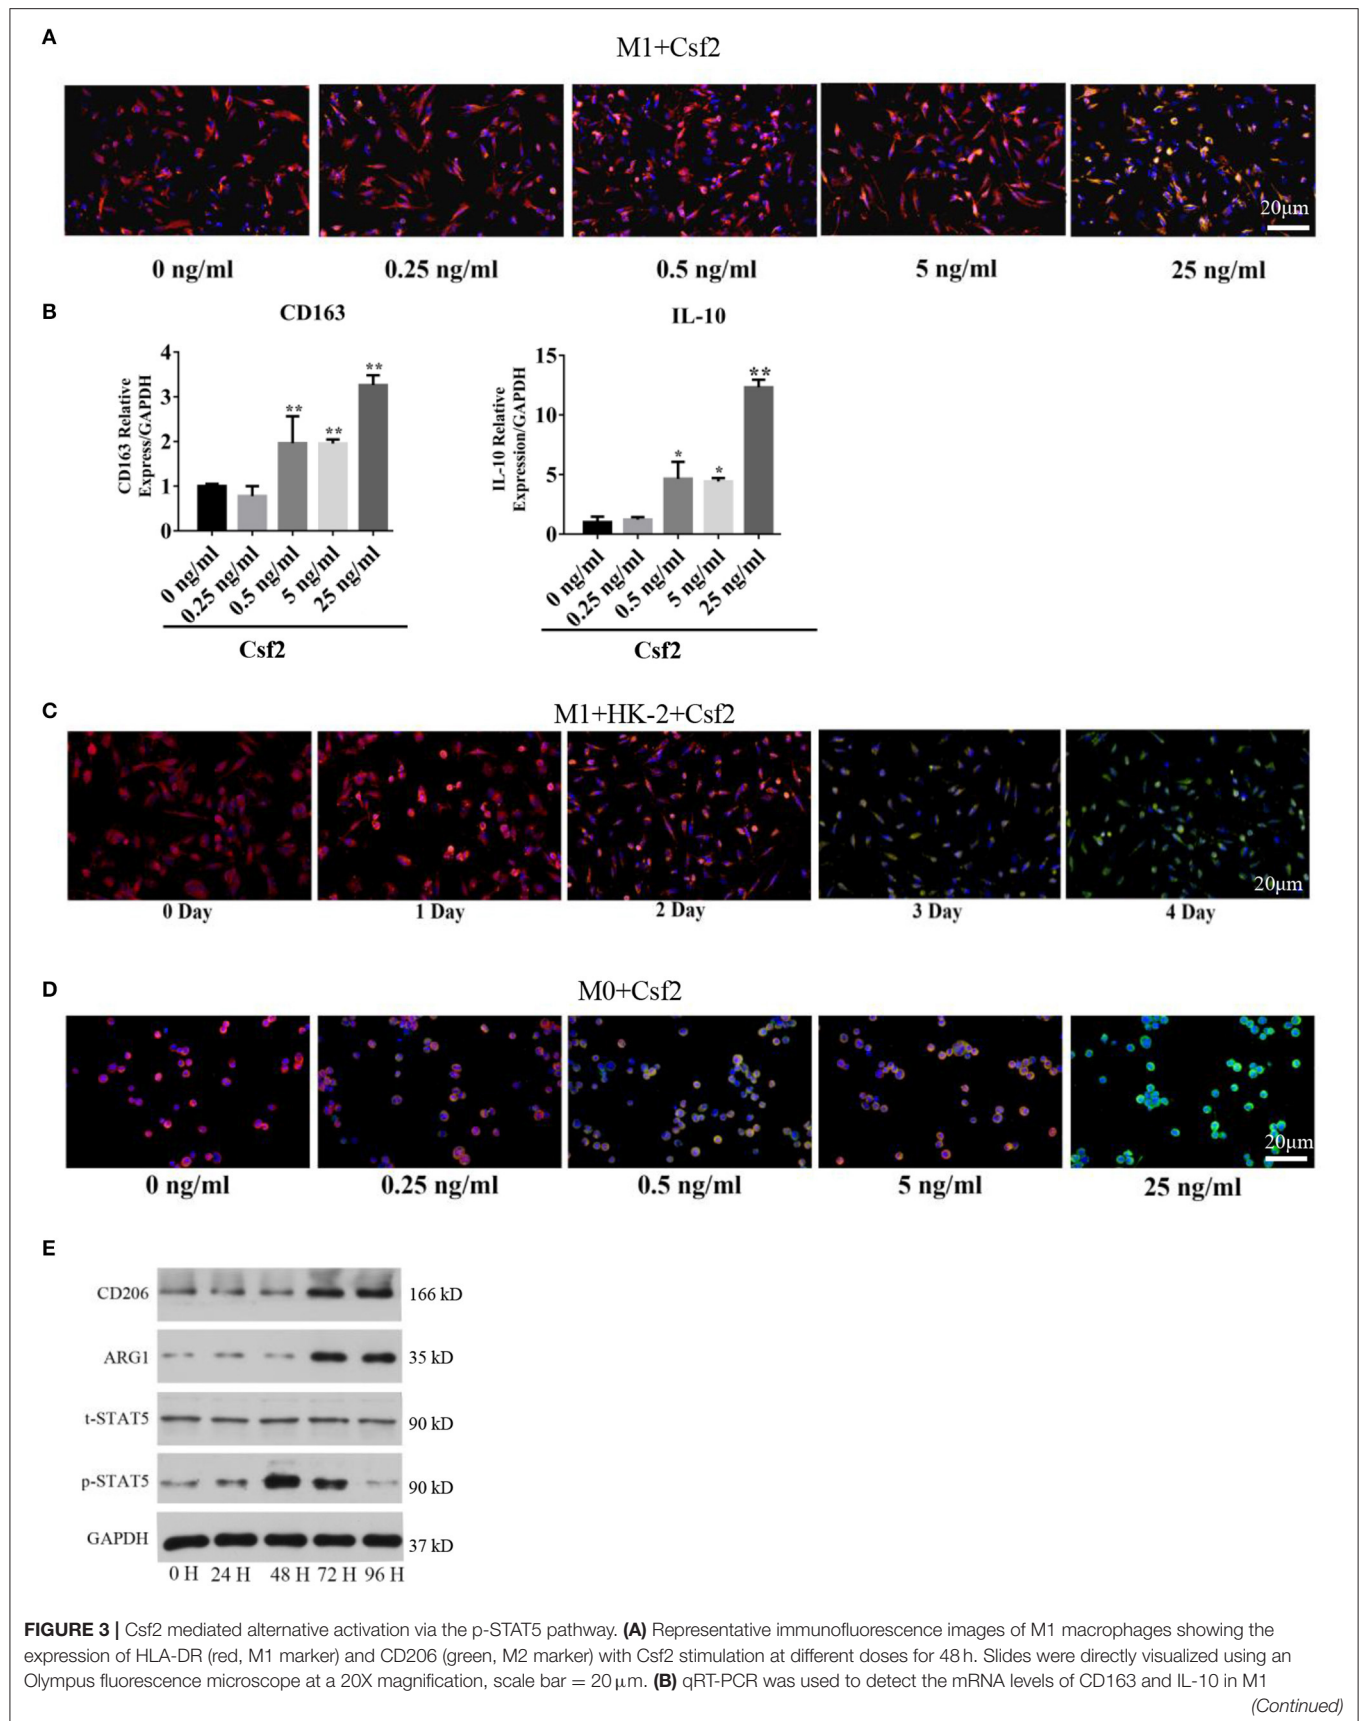 A
M1+Csf2
20μm
0 ng/ml
0.25 ng/ml
0.5 ng/ml
5 ng/ml
25 ng/ml
B
CD163
CD163 Relative
Express/GAPDH
4
3
2
1
0
**
**
**
0 ng/ml
0.25 ng/ml
0.5 ng/ml
5 ng/ml
25 ng/ml
Csf2
IL-10
IL-10 Relative
Expression/GAPDH
15
10
5
0
*
*
**
0 ng/ml
0.25 ng/ml
0.5 ng/ml
5 ng/ml
25 ng/ml
Csf2
C
M1+HK-2+Csf2
20μm
0 Day
1 Day
2 Day
3 Day
4 Day
D
M0+Csf2
20μm
0 ng/ml
0.25 ng/ml
0.5 ng/ml
5 ng/ml
25 ng/ml
E
CD206 166 kD
ARG1 35 kD
t-STAT5 90 kD
p-STAT5 90 kD
GAPDH 37 kD
0 H 24 H 48 H 72 H 96 H
FIGURE 3 | Csf2 mediated alternative activation via the p-STAT5 pathway. (A) Representative immunofluorescence images of M1 macrophages showing the
expression of HLA-DR (red, M1 marker) and CD206 (green, M2 marker) with Csf2 stimulation at different doses for 48 h. Slides were directly visualized using an
Olympus fluorescence microscope at a 20X magnification, scale bar = 20 μm. (B) qRT-PCR was used to detect the mRNA levels of CD163 and IL-10 in M1
(Continued)